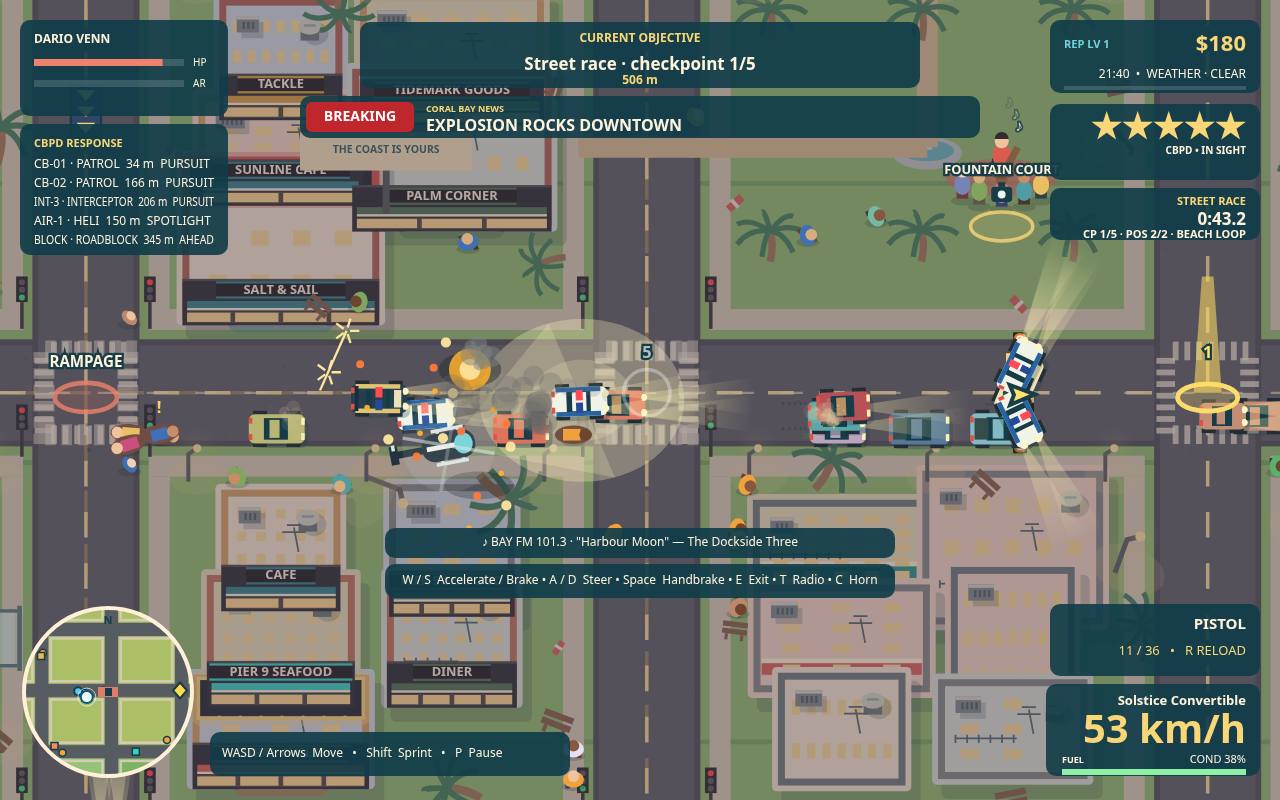 DARIO VENN
HP
AR
CBPD RESPONSE
CB-01 · PATROL 34 m PURSUIT
CB-02 · PATROL 166 m PURSUIT
INT-3 · INTERCEPTOR 206 m PURSUIT
AIR-1 · HELI 150 m SPOTLIGHT
BLOCK · ROADBLOCK 345 m AHEAD
CURRENT OBJECTIVE
Street race · checkpoint 1/5
506 m
BREAKING
CORAL BAY NEWS
EXPLOSION ROCKS DOWNTOWN
THE COAST IS YOURS
REP LV 1
$180
21:40 • WEATHER · CLEAR
CBPD • IN SIGHT
STREET RACE
0:43.2
CP 1/5 · POS 2/2 · BEACH LOOP
TACKLE
TIDEMARK GOODS
SUNLINE CAFE
PALM CORNER
SALT & SAIL
FOUNTAIN COURT
RAMPAGE
!
5
1
CAFE
PIER 9 SEAFOOD
DINER
♪ BAY FM 101.3 · "Harbour Moon" — The Dockside Three
W / S Accelerate / Brake • A / D Steer • Space Handbrake • E Exit • T Radio • C Horn
N
WASD / Arrows Move • Shift Sprint • P Pause
PISTOL
11 / 36 • R RELOAD
Solstice Convertible
53 km/h
FUEL
COND 38%